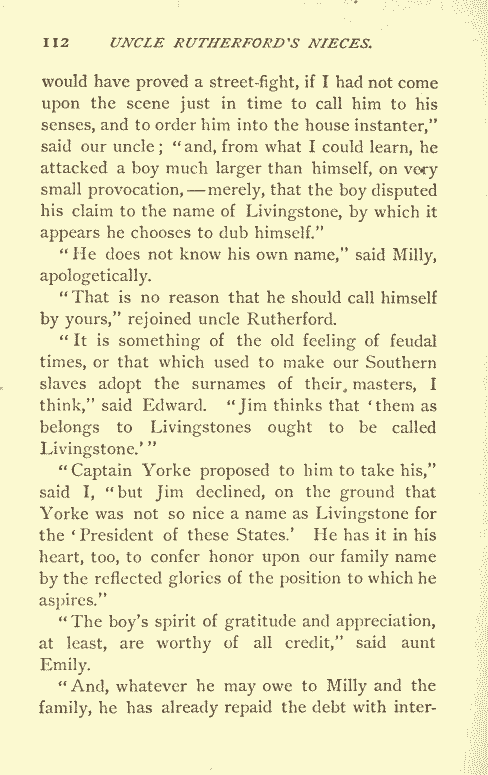 112 UNCLE RUTHERFORD'S NIECES.
would have proved a street-fight, if I had not come
upon the scene just in time to call him to his
senses, and to order him into the house instanter,"
said our uncle; "and, from what I could learn, he
attacked a boy much larger than himself, on very
small provocation, — merely, that the boy disputed
his claim to the name of Livingstone, by which it
appears he chooses to dub himself."
"He does not know his own name," said Milly,
apologetically.
"That is no reason that he should call himself
by yours," rejoined uncle Rutherford.
"It is something of the old feeling of feudal
times, or that which used to make our Southern
slaves adopt the surnames of their masters, I
think," said Edward. "Jim thinks that 'them as
belongs to Livingstones ought to be called
Livingstone.'"
"Captain Yorke proposed to him to take his,"
said I, "but Jim declined, on the ground that
Yorke was not so nice a name as Livingstone for
the 'President of these States.' He has it in his
heart, too, to confer honor upon our family name
by the reflected glories of the position to which he
aspires."
"The boy's spirit of gratitude and appreciation,
at least, are worthy of all credit," said aunt
Emily.
"And, whatever he may owe to Milly and the
family, he has already repaid the debt with inter-